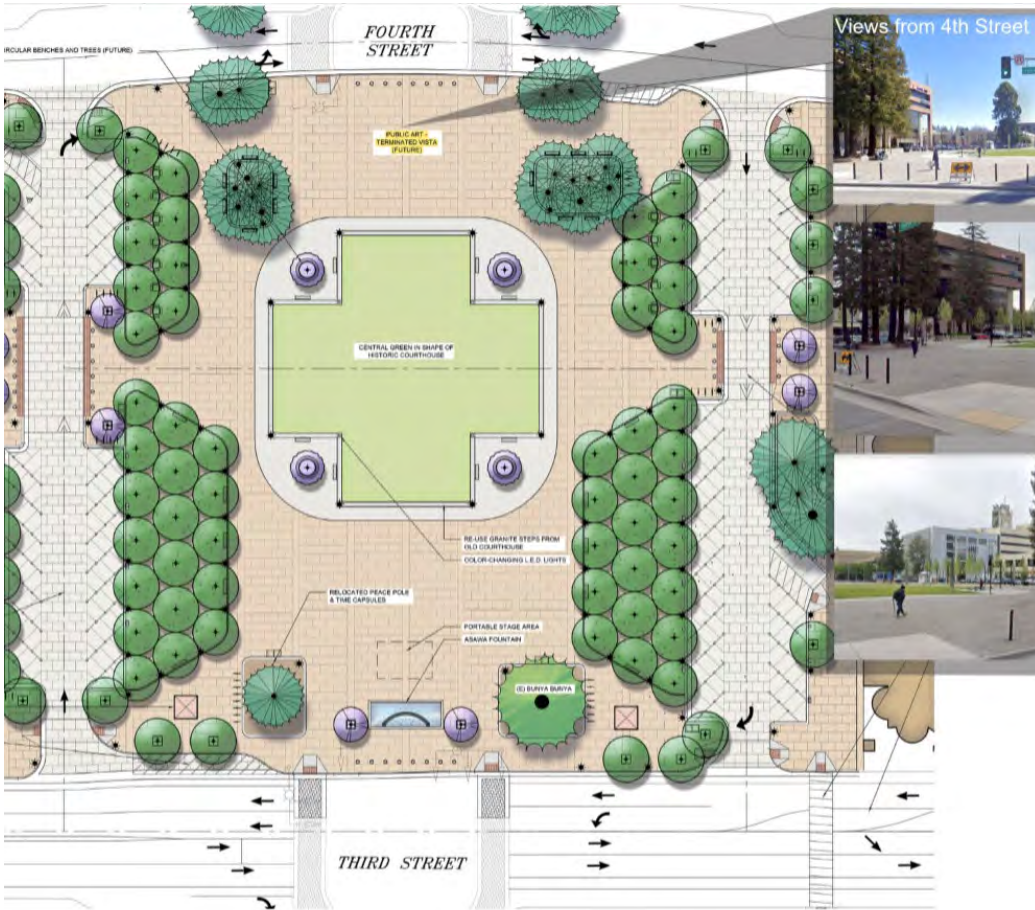 FOURTH
STREET
Views from 4th Street
CIRCULAR BENCHES AND TREES (FUTURE)
PUBLIC ART -
TERMINATED VISTA
(FUTURE)
CENTRAL GREEN IN SHAPE OF
HISTORIC COURTHOUSE
RE-USE GRANITE STEPS FROM
OLD COURTHOUSE
COLOR-CHANGING L.E.D. LIGHTS
RELOCATED PEACE POLE
& TIME CAPSULES
PORTABLE STAGE AREA
ASAWA FOUNTAIN
(E) BUNYA BUNYA
THIRD STREET